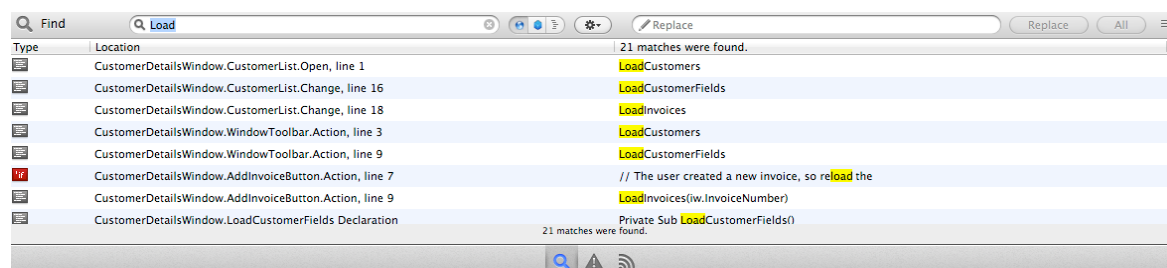 Find Load Replace Replace All
Type Location 21 matches were found.
CustomerDetailsWindow.CustomerList.Open, line 1 LoadCustomers
CustomerDetailsWindow.CustomerList.Change, line 16 LoadCustomerFields
CustomerDetailsWindow.CustomerList.Change, line 18 LoadInvoices
CustomerDetailsWindow.WindowToolbar.Action, line 3 LoadCustomers
CustomerDetailsWindow.WindowToolbar.Action, line 9 LoadCustomerFields
'if CustomerDetailsWindow.AddInvoiceButton.Action, line 7 // The user created a new invoice, so reload the
CustomerDetailsWindow.AddInvoiceButton.Action, line 9 LoadInvoices(iw.InvoiceNumber)
CustomerDetailsWindow.LoadCustomerFields Declaration Private Sub LoadCustomerFields()
21 matches were found.